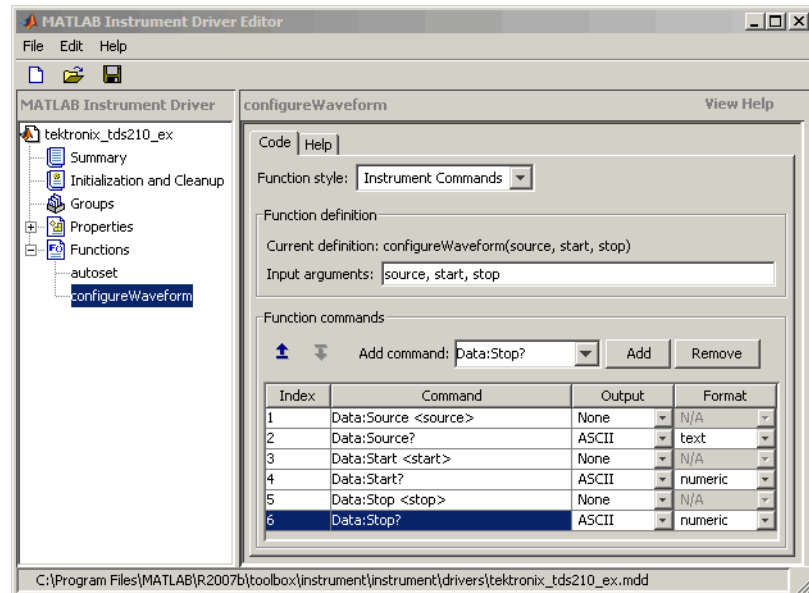 MATLAB Instrument Driver Editor
File Edit Help
MATLAB Instrument Driver
configureWaveform View Help
tektronix_tds210_ex
Summary
Initialization and Cleanup
Groups
Properties
Functions
autoset
configureWaveform
Code Help
Function style: Instrument Commands
Function definition
Current definition: configureWaveform(source, start, stop)
Input arguments: source, start, stop
Function commands
Add command: Data:Stop? Add Remove
Index Command Output Format
1 Data:Source <source> None N/A
2 Data:Source? ASCII text
3 Data:Start <start> None N/A
4 Data:Start? ASCII numeric
5 Data:Stop <stop> None N/A
6 Data:Stop? ASCII numeric
C:\Program Files\MATLAB\R2007b\toolbox\instrument\instrument\drivers\tektronix_tds210_ex.mdd